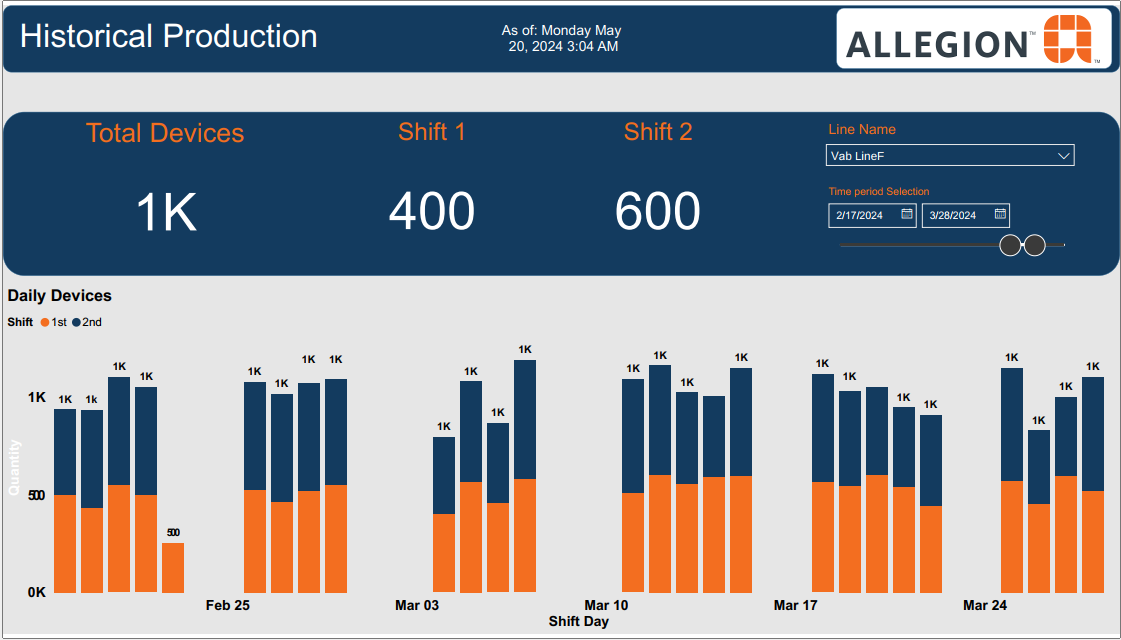 Historical Production
As of: Monday May
20, 2024 3:04 AM
ALLEGION™
™
Total Devices
Shift 1
Shift 2
Line Name
Vab LineF
1K
400
600
Time period Selection
2/17/2024
3/28/2024
Daily Devices
Shift 1st 2nd
Quantity
1K
500
0K
1K 1k 1K 1K 500
1K 1K 1K 1K
1K 1K 1K 1K
1K 1K 1K 1K
1K 1K 1K 1K
1K 1K 1K 1K
Feb 25 Mar 03 Mar 10 Mar 17 Mar 24
Shift Day